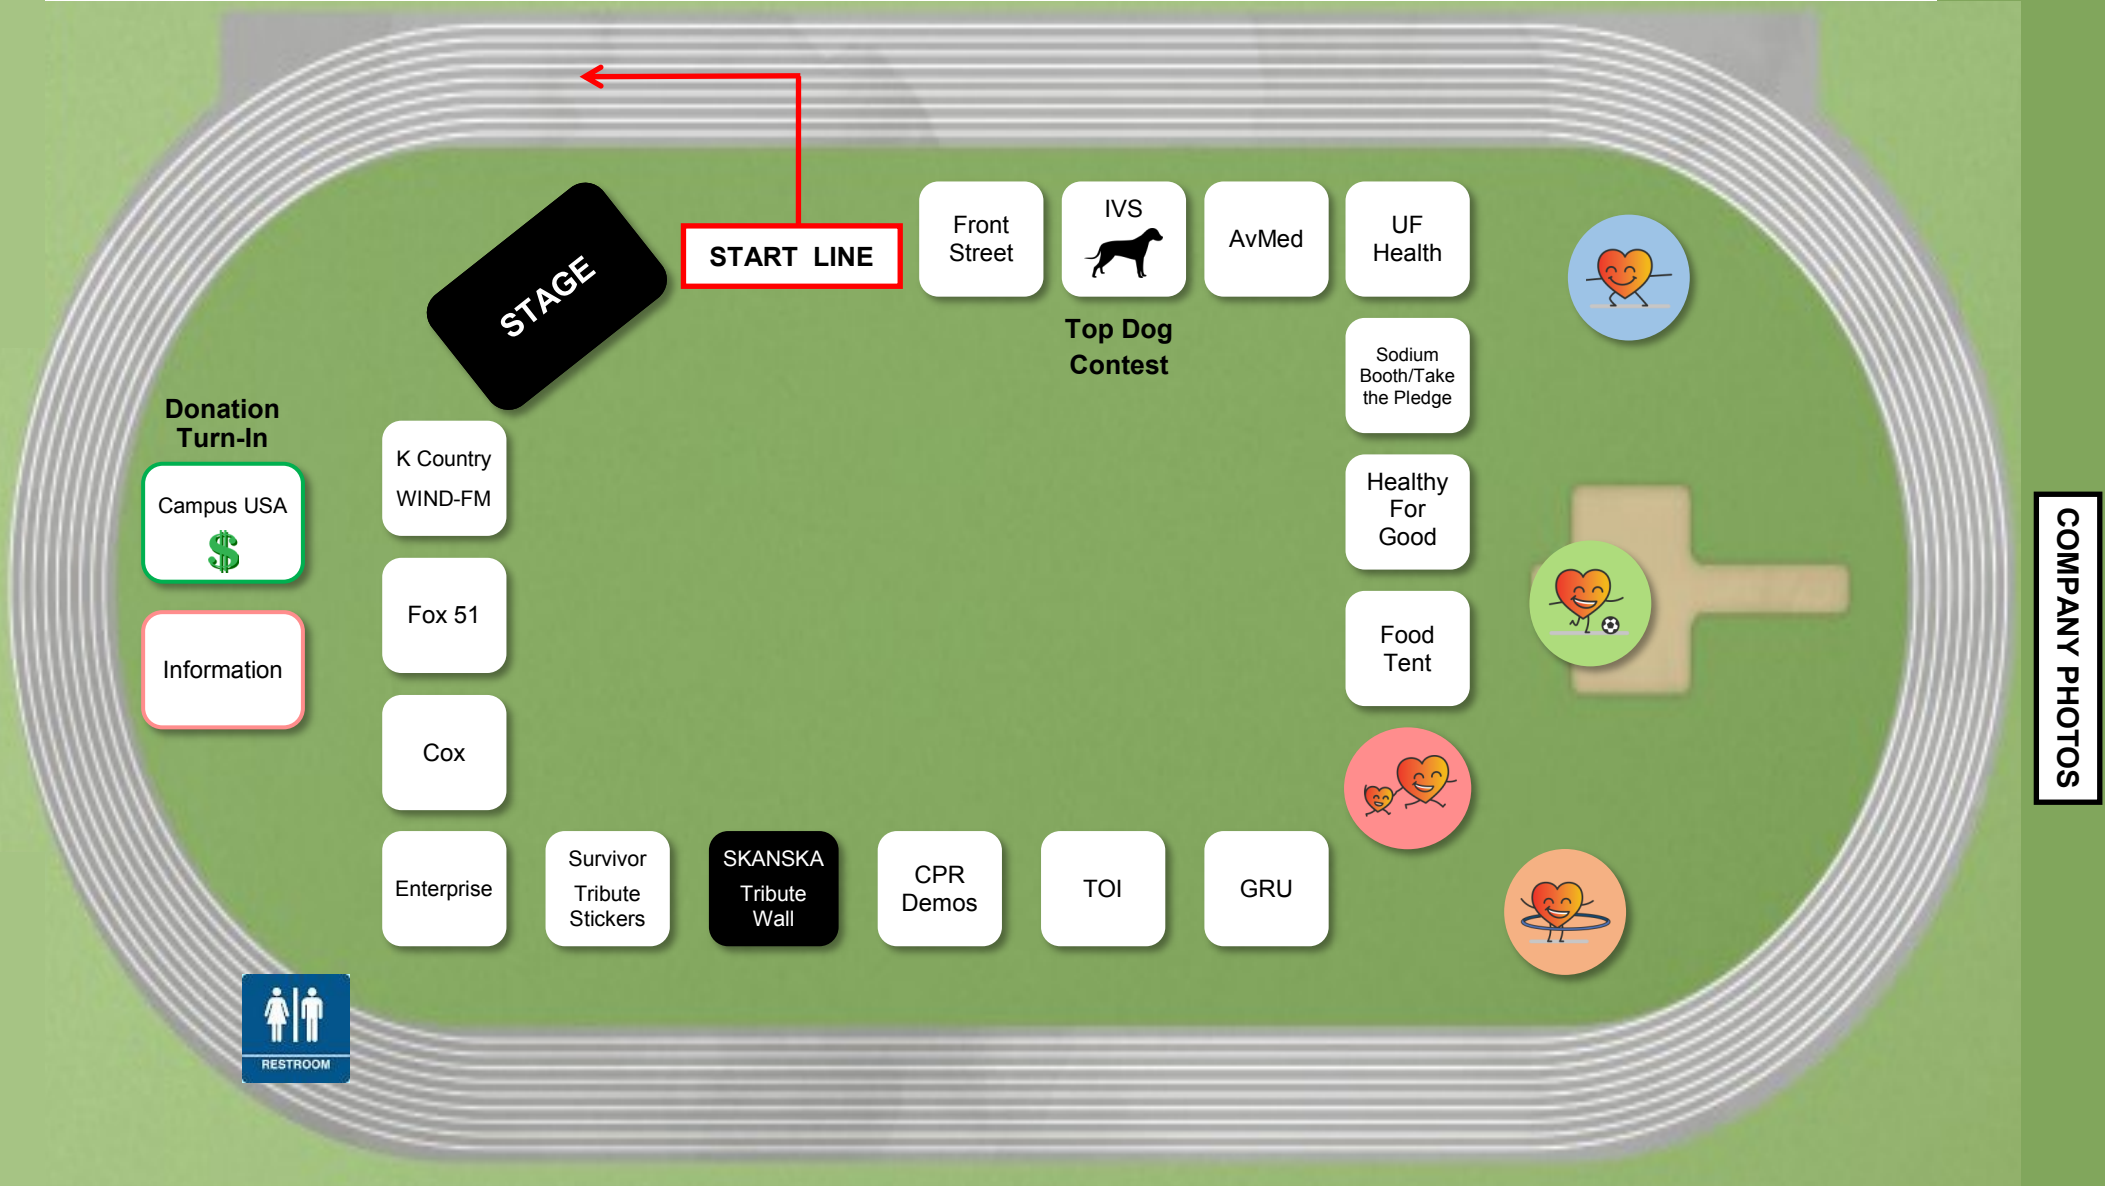 START LINE
STAGE
Front
Street
IVS
Top Dog
Contest
AvMed
UF
Health
Sodium
Booth/Take
the Pledge
Healthy
For
Good
Food
Tent
Donation
Turn-In
Campus USA
$
Information
K Country
WIND-FM
Fox 51
Cox
Enterprise
Survivor
Tribute
Stickers
SKANSKA
Tribute
Wall
CPR
Demos
TOI
GRU
RESTROOM
COMPANY PHOTOS